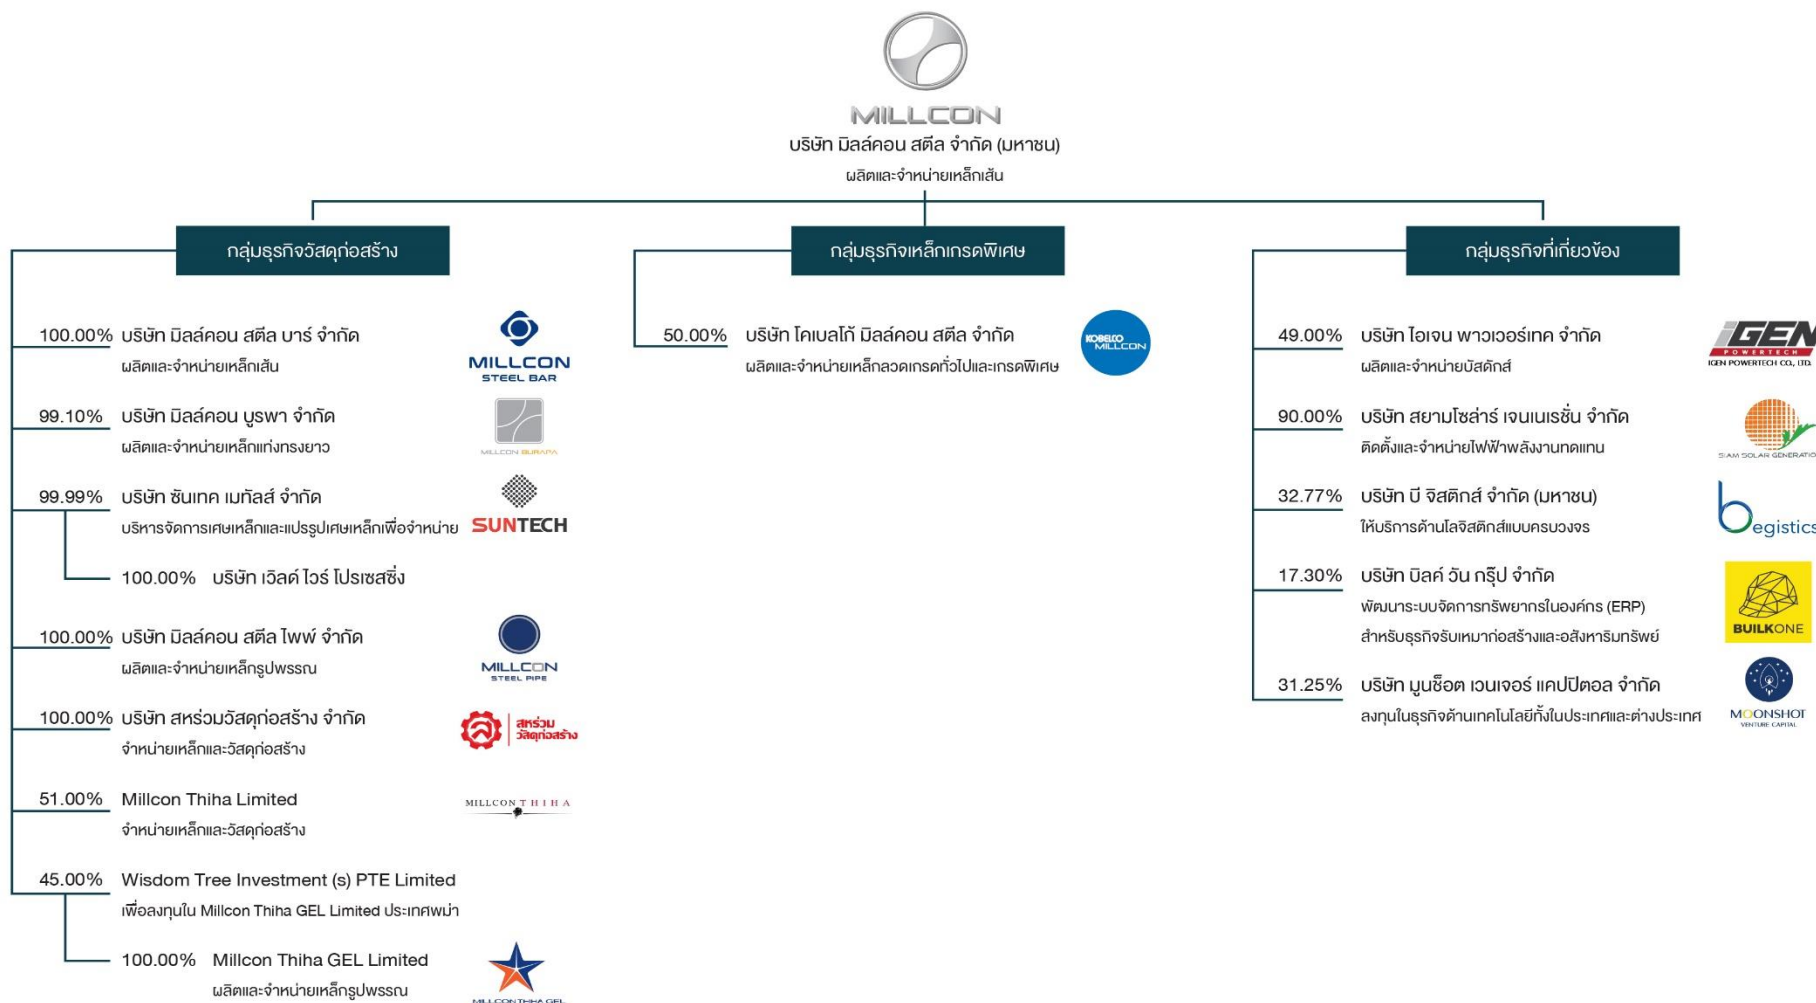 MILLCON
บริษัท มิลล์คอน สตีล จำกัด (มหาชน)
ผลิตและจำหน่ายเหล็กเส้น
กลุ่มธุรกิจวัสดุก่อสร้าง
100.00% บริษัท มิลล์คอน สตีล บาร์ จำกัด
ผลิตและจำหน่ายเหล็กเส้น
MILLCON
STEEL BAR
99.10% บริษัท มิลล์คอน บูรพา จำกัด
ผลิตและจำหน่ายเหล็กแท่งทรงยาว
MILLCON BURAPA
99.99% บริษัท ซันเทค เมทัลส์ จำกัด
บริหารจัดการเศษเหล็กและแปรรูปเศษเหล็กเพื่อจำหน่าย
SUNTECH
100.00% บริษัท เวิลด์ ไวร์ โปรเซสซิ่ง
100.00% บริษัท มิลล์คอน สตีล ไพพ์ จำกัด
ผลิตและจำหน่ายเหล็กรูปพรรณ
MILLCON
STEEL PIPE
100.00% บริษัท สหร่วมวัสดุก่อสร้าง จำกัด
จำหน่ายเหล็กและวัสดุก่อสร้าง
สหร่วม
วัสดุก่อสร้าง
51.00% Millcon Thiha Limited
จำหน่ายเหล็กและวัสดุก่อสร้าง
MILLCON THIHA
45.00% Wisdom Tree Investment (s) PTE Limited
เพื่อลงทุนใน Millcon Thiha GEL Limited ประเทศพม่า
100.00% Millcon Thiha GEL Limited
ผลิตและจำหน่ายเหล็กรูปพรรณ
MILLCON THIHA GEL
กลุ่มธุรกิจเหล็กเกรดพิเศษ
50.00% บริษัท โคเบลโก้ มิลล์คอน สตีล จำกัด
ผลิตและจำหน่ายเหล็กลวดเกรดทั่วไปและเกรดพิเศษ
KOBELCO
MILLCON
กลุ่มธุรกิจที่เกี่ยวข้อง
49.00% บริษัท ไอเจน พาวเวอร์เทค จำกัด
ผลิตและจำหน่ายบัสดักส์
iGEN
POWERTECH
IGEN POWERTECH CO., LTD.
90.00% บริษัท สยามโซล่าร์ เจนเนเรชั่น จำกัด
ติดตั้งและจำหน่ายไฟฟ้าพลังงานทดแทน
SIAM SOLAR GENERATIO
32.77% บริษัท บี จิสติกส์ จำกัด (มหาชน)
ให้บริการด้านโลจิสติกส์แบบครบวงจร
begistics
17.30% บริษัท บิลค์ วัน กรุ๊ป จำกัด
พัฒนาระบบจัดการทรัพยากรในองค์กร (ERP)
สำหรับธุรกิจรับเหมาก่อสร้างและอสังหาริมทรัพย์
BUILKONE
31.25% บริษัท มูนช็อต เวนเจอร์ แคปปิตอล จำกัด
ลงทุนในธุรกิจด้านเทคโนโลยีทั้งในประเทศและต่างประเทศ
MOONSHOT
VENTURE CAPITAL